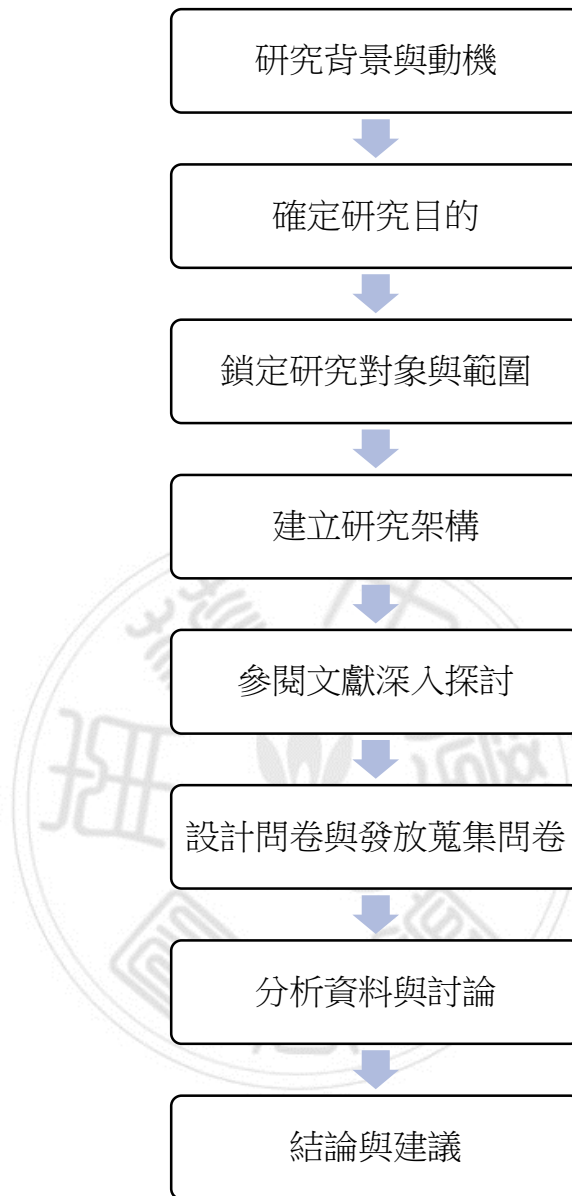 研究背景與動機
確定研究目的
鎖定研究對象與範圍
建立研究架構
參閱文獻深入探討
設計問卷與發放蒐集問卷
分析資料與討論
結論與建議